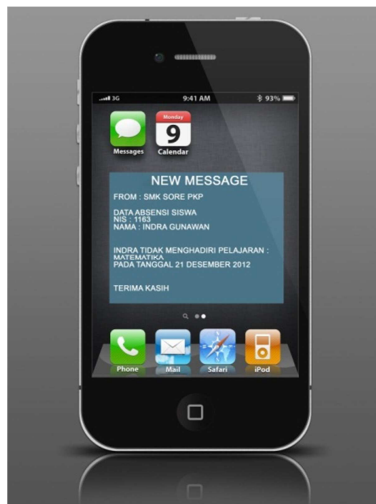 3G
9:41 AM
93%
Monday
9
Messages
Calendar
NEW MESSAGE
FROM : SMK SORE PKP
DATA ABSENSI SISWA
NIS : 1163
NAMA : INDRA GUNAWAN
INDRA TIDAK MENGHADIRI PELAJARAN :
MATEMATIKA
PADA TANGGAL 21 DESEMBER 2012
TERIMA KASIH
Phone
Mail
Safari
iPod